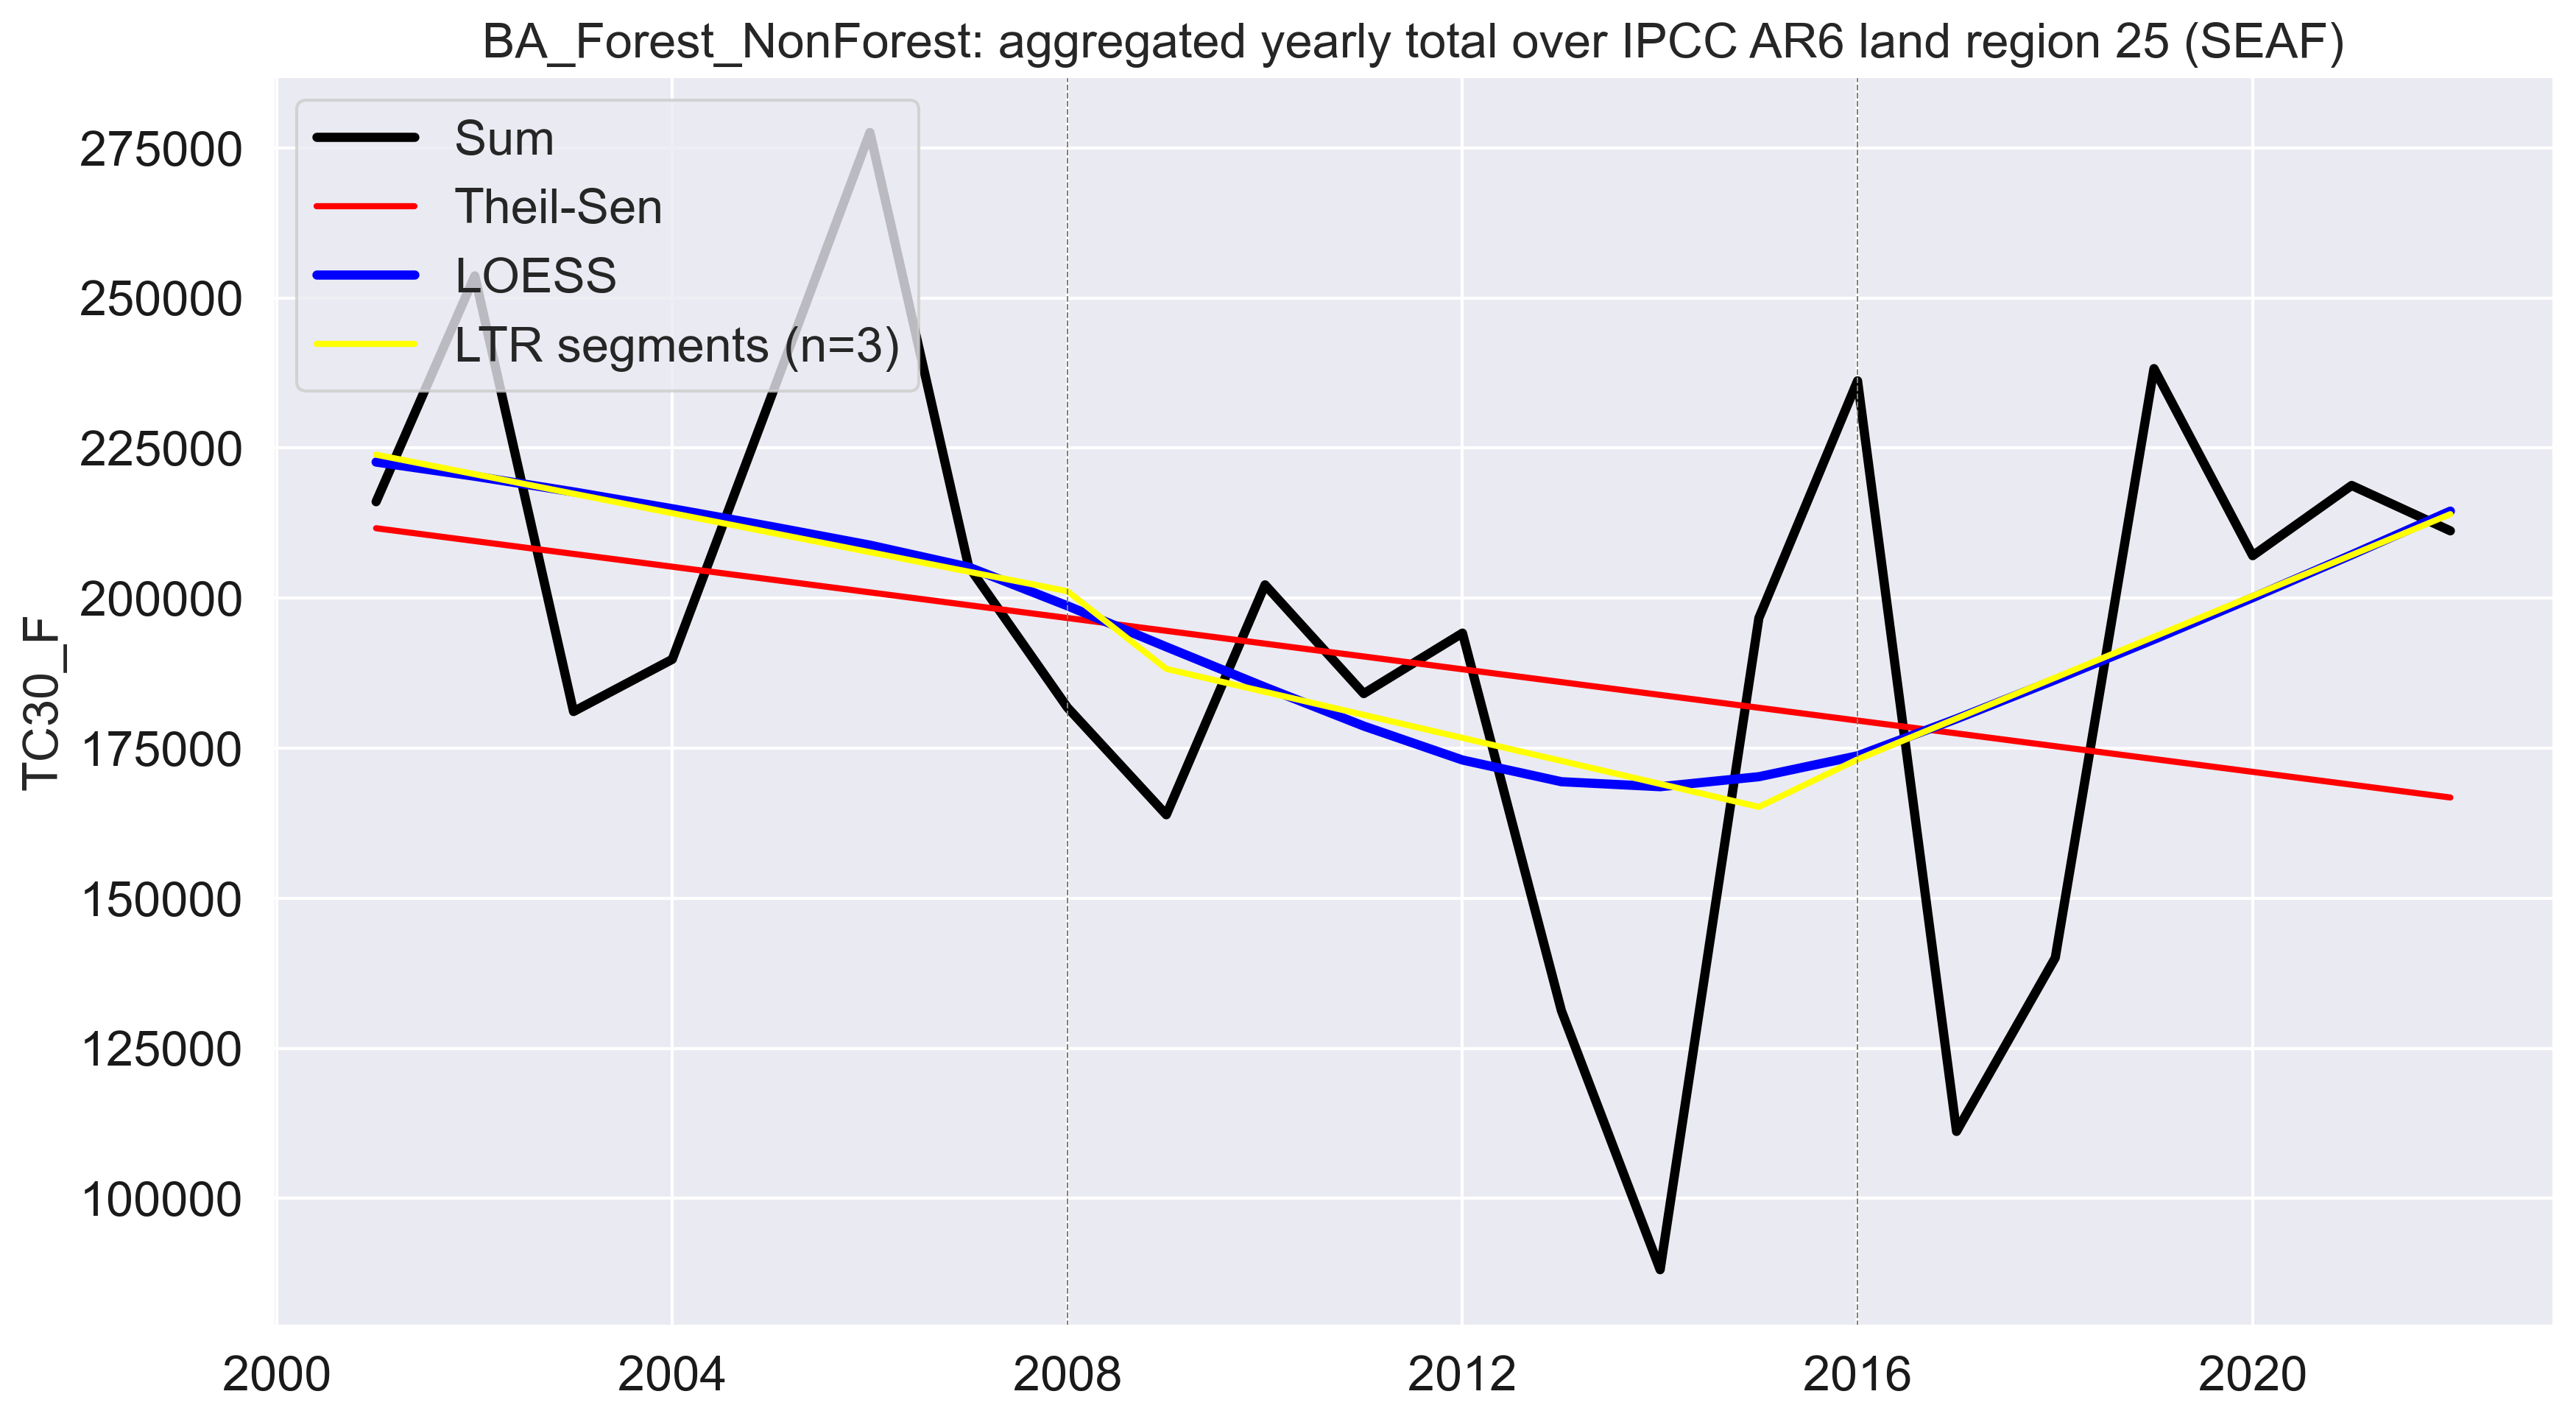 BA_Forest_NonForest: aggregated yearly total over IPCC AR6 land region 25 (SEAF)
Sum
Theil-Sen
LOESS
LTR segments (n=3)
TC30_F
275000
250000
225000
200000
175000
150000
125000
100000
2000 2004 2008 2012 2016 2020